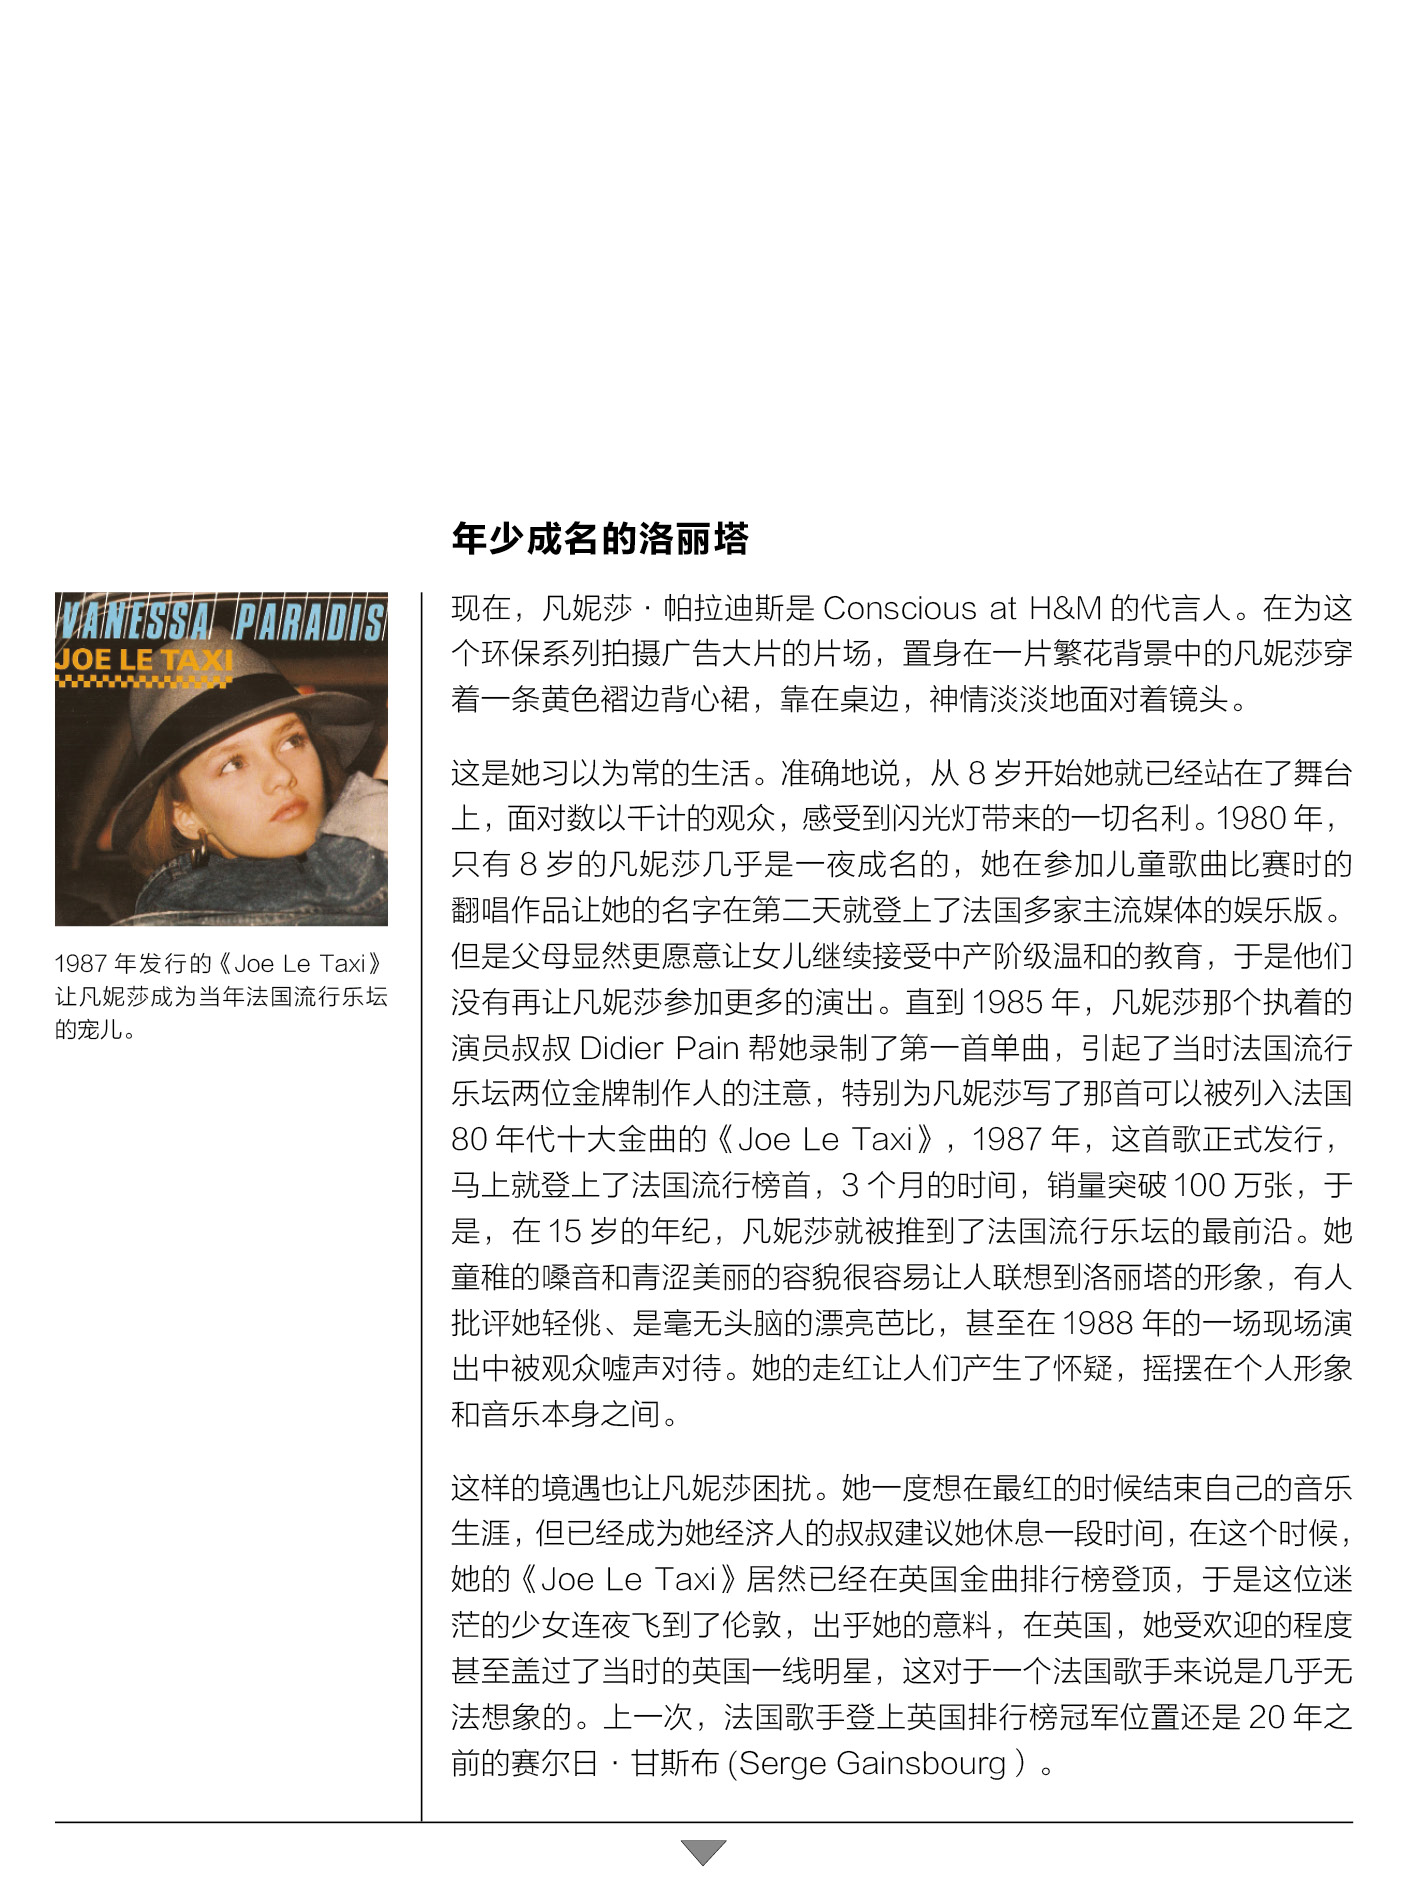 年少成名的洛丽塔
VANESSA PARADIS
JOE LE TAXI
1987 年发行的《Joe Le Taxi》
让凡妮莎成为当年法国流行乐坛
的宠儿。
现在，凡妮莎·帕拉迪斯是 Conscious at H&M 的代言人。在为这
个环保系列拍摄广告大片的片场，置身在一片繁花背景中的凡妮莎穿
着一条黄色褶边背心裙，靠在桌边，神情淡淡地面对着镜头。
这是她习以为常的生活。准确地说，从 8 岁开始她就已经站在了舞台
上，面对数以千计的观众，感受到闪光灯带来的一切名利。1980 年，
只有 8 岁的凡妮莎几乎是一夜成名的，她在参加儿童歌曲比赛时的
翻唱作品让她的名字在第二天就登上了法国多家主流媒体的娱乐版。
但是父母显然更愿意让女儿继续接受中产阶级温和的教育，于是他们
没有再让凡妮莎参加更多的演出。直到 1985 年，凡妮莎那个执着的
演员叔叔 Didier Pain 帮她录制了第一首单曲，引起了当时法国流行
乐坛两位金牌制作人的注意，特别为凡妮莎写了那首可以被列入法国
80 年代十大金曲的《Joe Le Taxi》，1987 年，这首歌正式发行，
马上就登上了法国流行榜首，3 个月的时间，销量突破 100 万张，于
是，在 15 岁的年纪，凡妮莎就被推到了法国流行乐坛的最前沿。她
童稚的嗓音和青涩美丽的容貌很容易让人联想到洛丽塔的形象，有人
批评她轻佻、是毫无头脑的漂亮芭比，甚至在 1988 年的一场现场演
出中被观众嘘声对待。她的走红让人们产生了怀疑，摇摆在个人形象
和音乐本身之间。
这样的境遇也让凡妮莎困扰。她一度想在最红的时候结束自己的音乐
生涯，但已经成为她经济人的叔叔建议她休息一段时间，在这个时候，
她的《Joe Le Taxi》居然已经在英国金曲排行榜登顶，于是这位迷
茫的少女连夜飞到了伦敦，出乎她的意料，在英国，她受欢迎的程度
甚至盖过了当时的英国一线明星，这对于一个法国歌手来说是几乎无
法想象的。上一次，法国歌手登上英国排行榜冠军位置还是 20 年之
前的赛尔日·甘斯布 (Serge Gainsbourg）。